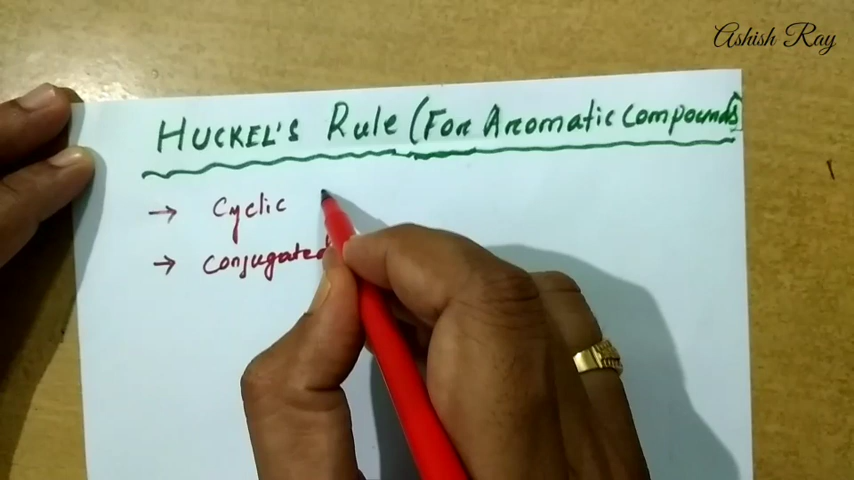 Ashish Ray
HUCKEL'S Rule (For Aromatic Compounds)
→ Cyclic
→ Conjugated